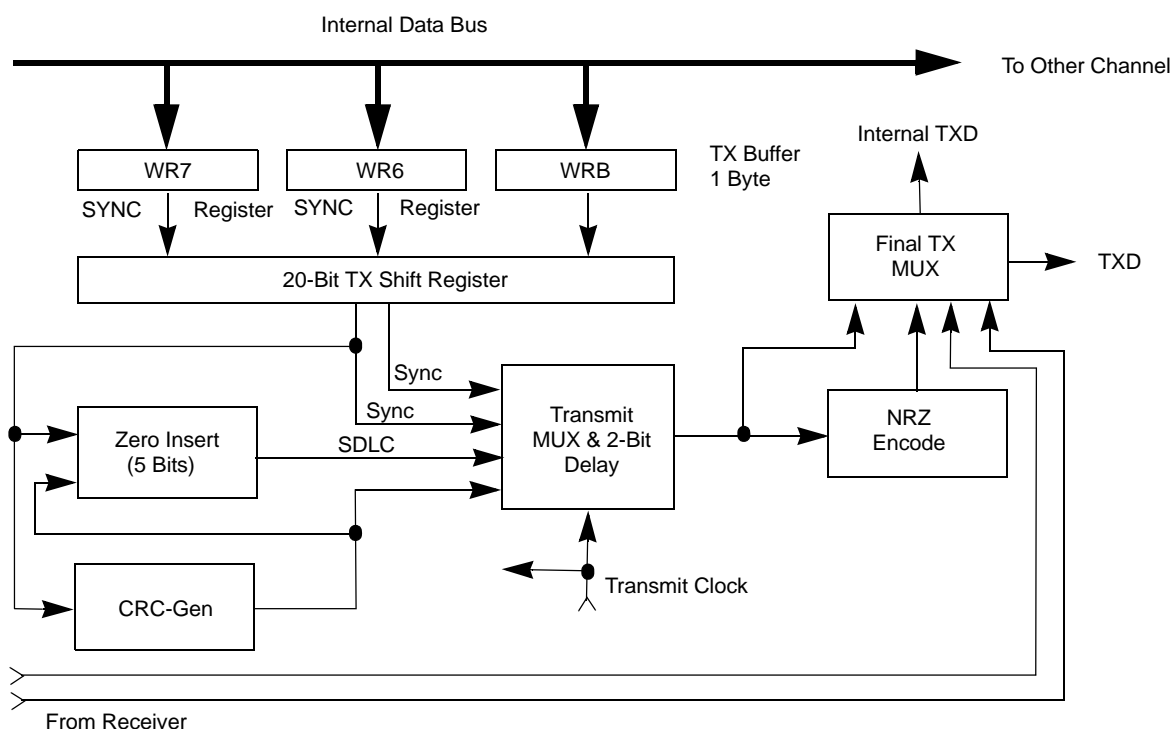 Internal Data Bus
To Other Channel
Internal TXD
WR7
WR6
WRB
TX Buffer
1 Byte
SYNC Register
SYNC Register
Final TX
MUX
TXD
20-Bit TX Shift Register
Sync
Sync
Transmit
MUX & 2-Bit
Delay
NRZ
Encode
Zero Insert
(5 Bits)
SDLC
Transmit Clock
CRC-Gen
From Receiver